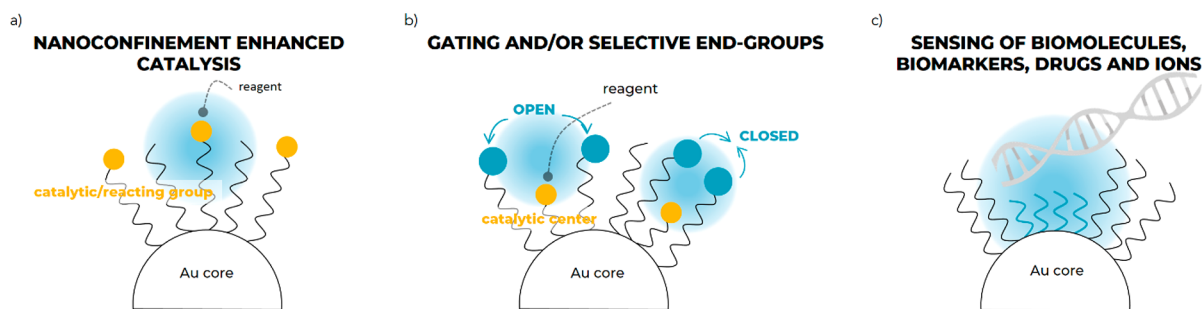 a)
NANOCONFINEMENT ENHANCED
CATALYSIS
reagent
catalytic/reacting group
Au core
b)
GATING AND/OR SELECTIVE END-GROUPS
reagent
OPEN
CLOSED
catalytic center
Au core
c)
SENSING OF BIOMOLECULES,
BIOMARKERS, DRUGS AND IONS
Au core